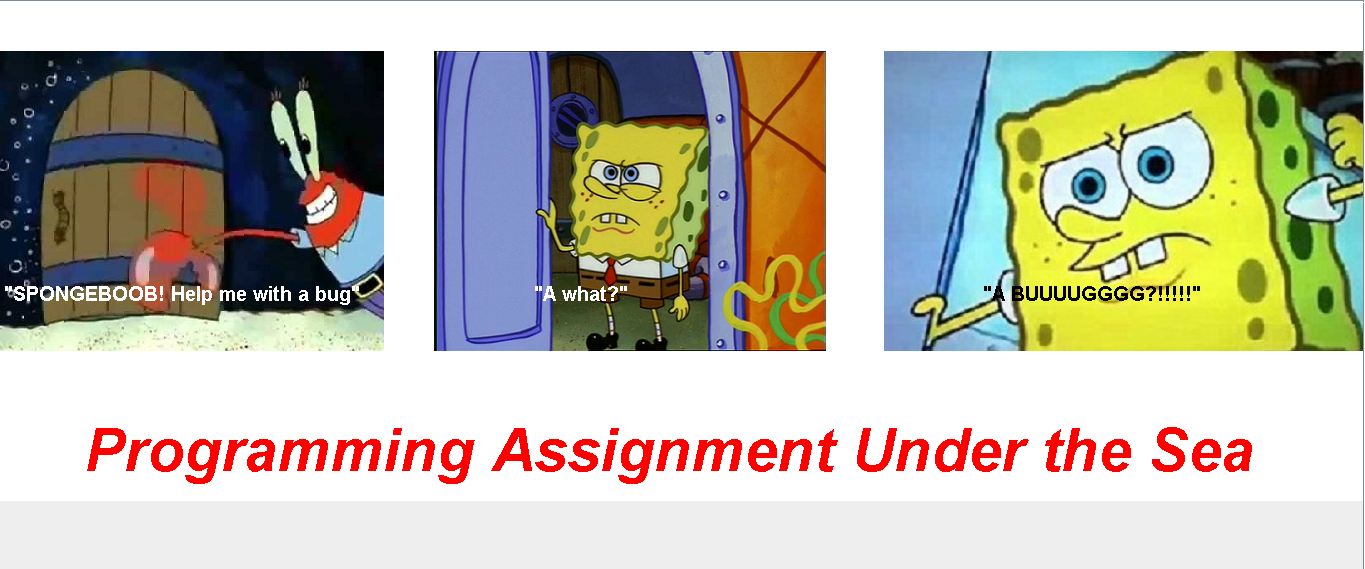 "SPONGEBOOB! Help me with a bug"
"A what?"
"A BUUUUGGGG?!!!!!"
Programming Assignment Under the Sea